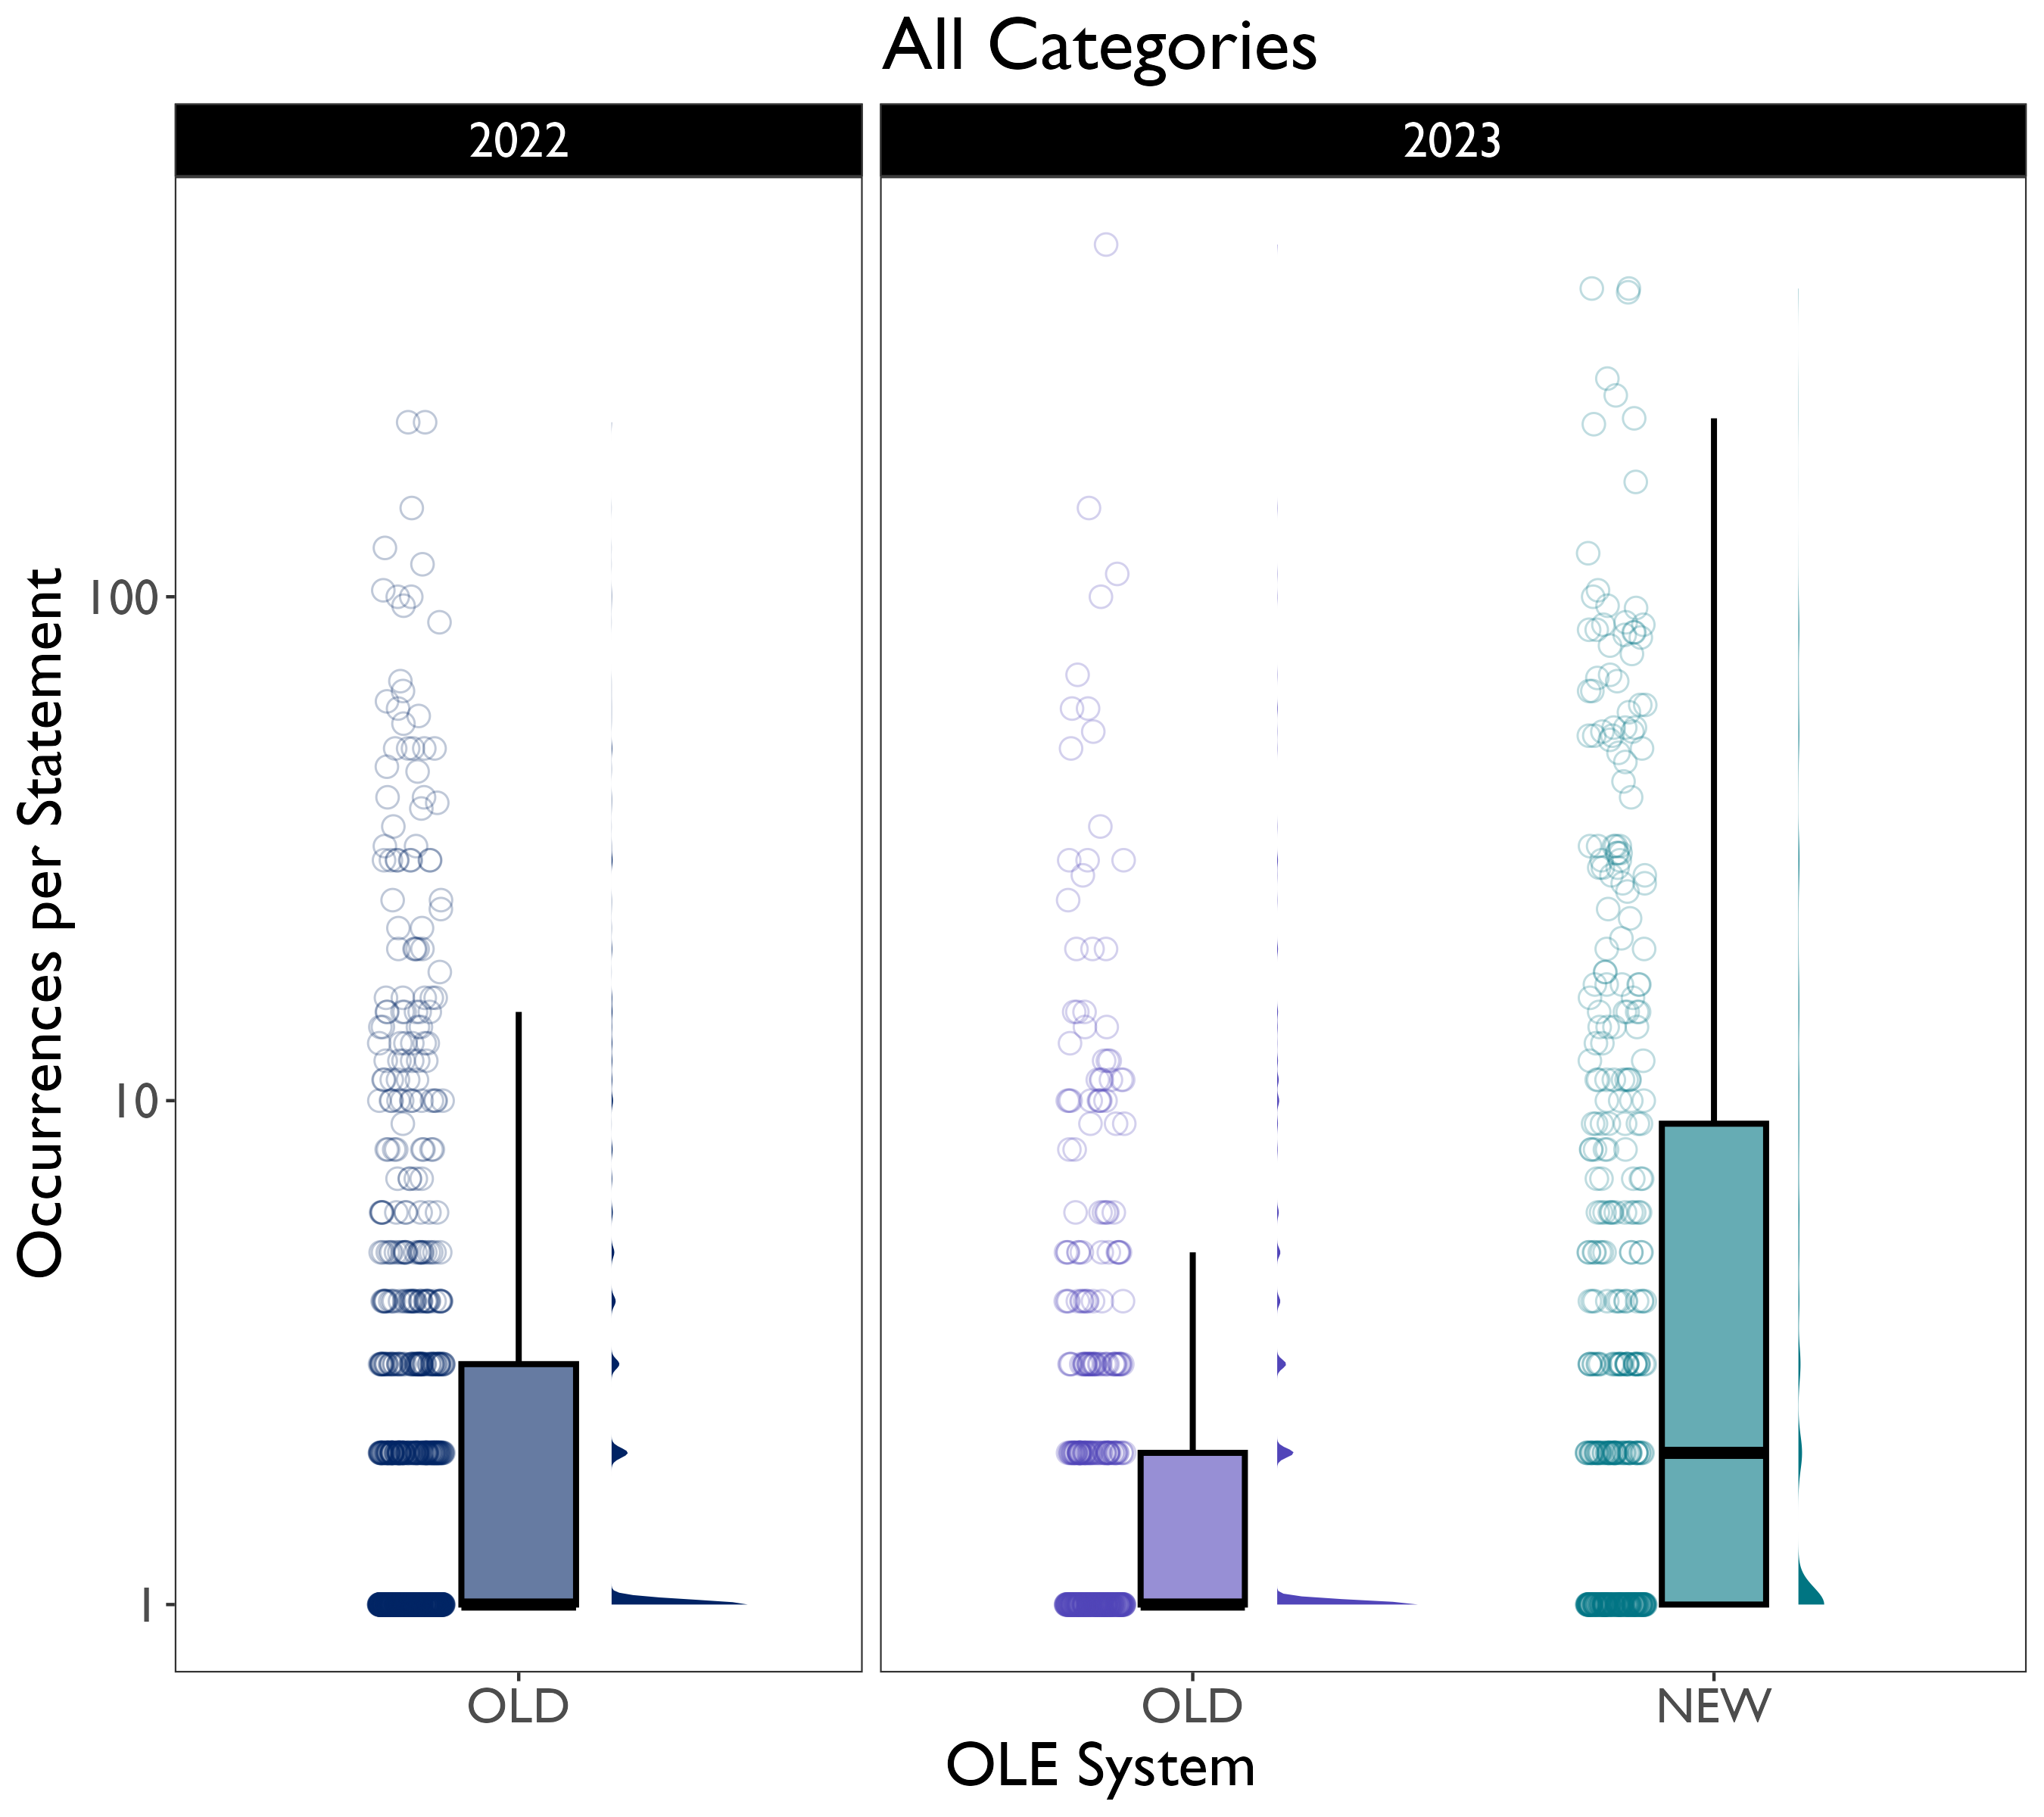 All Categories
2022
2023
Occurrences per Statement
100
10
1
OLD
OLD
NEW
OLE System